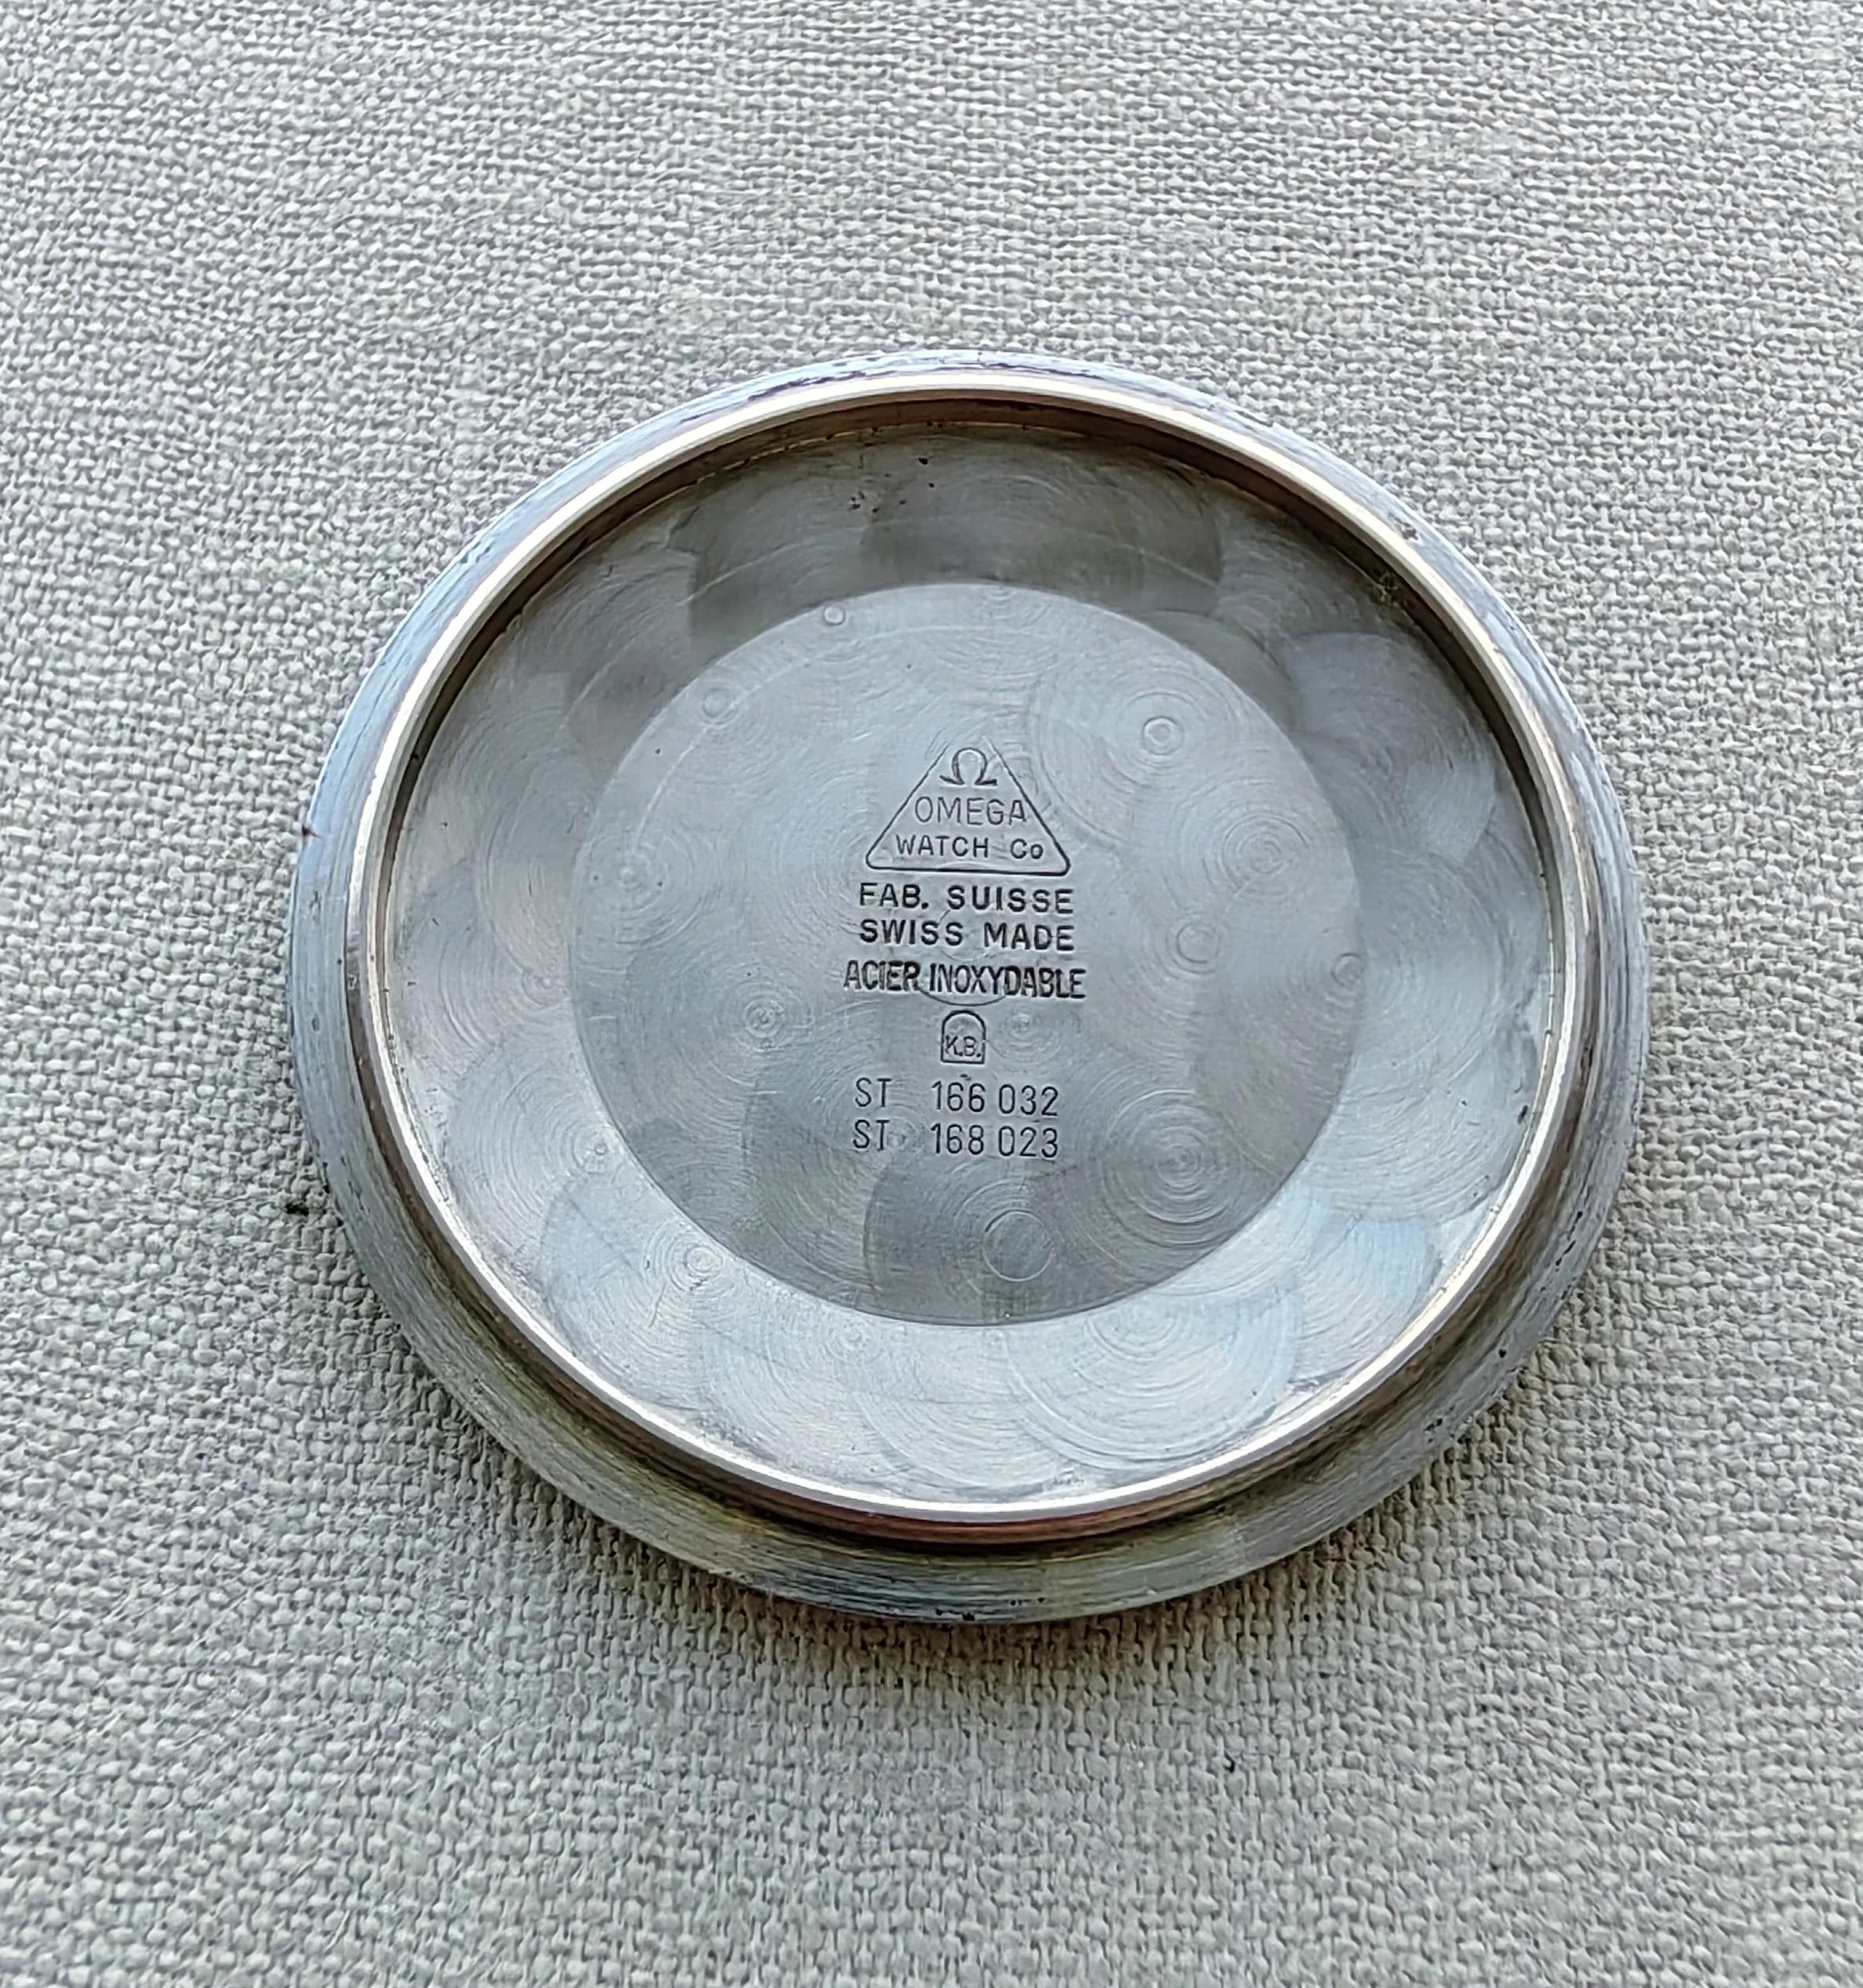 Ω
OMEGA
WATCH Co
FAB. SUISSE
SWISS MADE
ACIER INOXYDABLE
K.B.
ST 166 032
ST 168 023